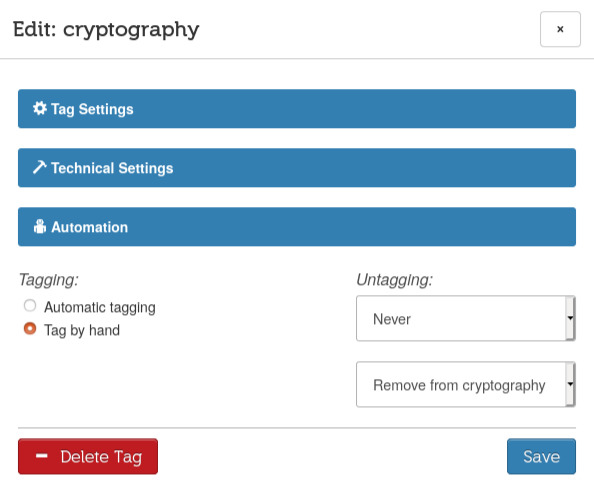 Edit: cryptography
×
Tag Settings
Technical Settings
Automation
Tagging:
Automatic tagging
Tag by hand
Untagging:
Never
Remove from cryptography
Delete Tag
Save